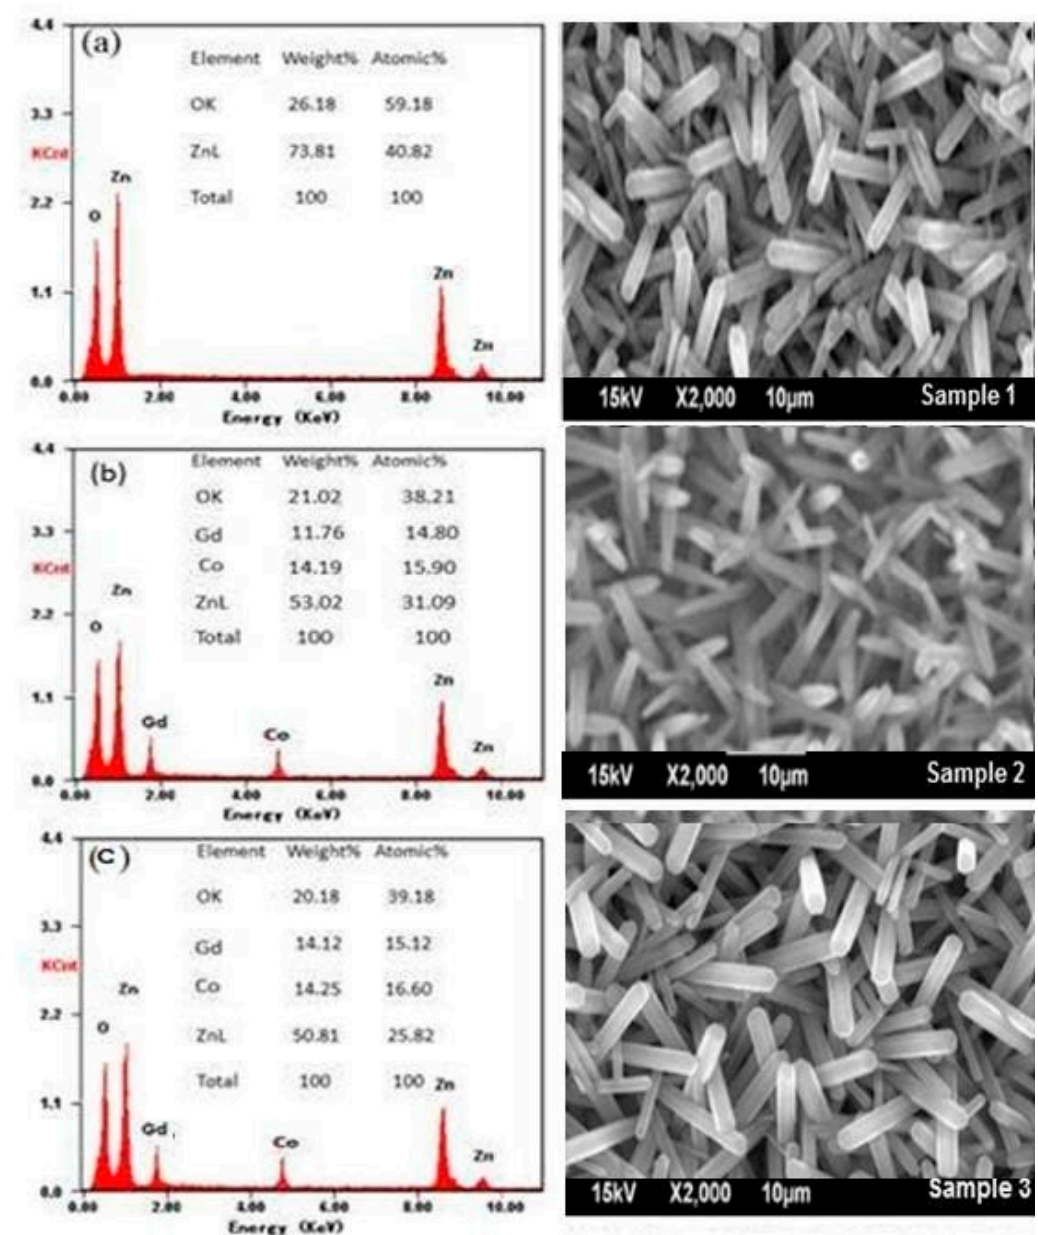 4.4
(a)
Element Weight% Atomic%
OK 26.18 59.18
3.3
KCnt
ZnL 73.81 40.82
Zn
Total 100 100
2.2
O
Zn
1.1
Zn
0.0
0.00 2.00 4.00 6.00 8.00 10.00
Energy (KeV)
15kV X2,000 10µm Sample 1
4.4
(b)
Element Weight% Atomic%
OK 21.02 38.21
3.3
Gd 11.76 14.80
KCnt
Co 14.19 15.90
Zn
ZnL 53.02 31.09
2.2
O
Total 100 100
Zn
1.1
Gd
Co
Zn
0.0
0.00 2.00 4.00 6.00 8.00 10.00
Energy (KeV)
15kV X2,000 10µm Sample 2
4.4
(C)
Element Weight% Atomic%
OK 20.18 39.18
3.3
Gd 14.12 15.12
KCnt
Co 14.25 16.60
Zn
2.2
O
ZnL 50.81 25.82
Total 100 100
Zn
1.1
Gd
Co
Zn
0.0
0.00 2.00 4.00 6.00 8.00 10.00
Energy (KeV)
15kV X2,000 10µm Sample 3